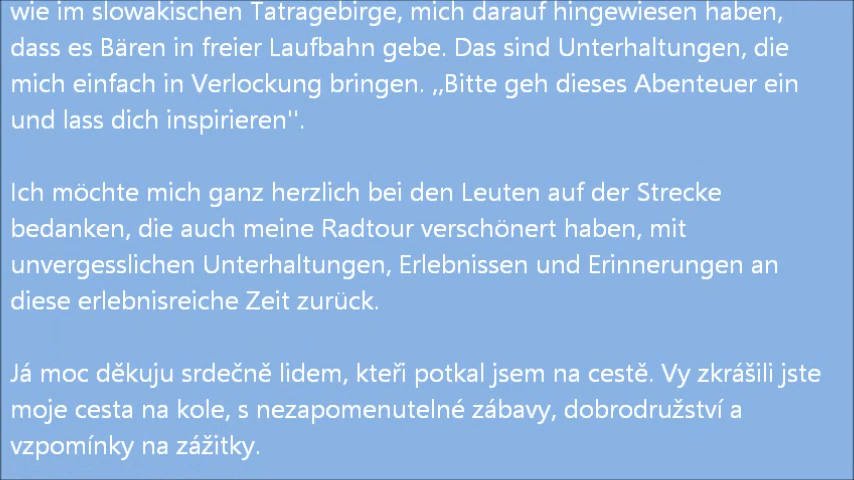 wie im slowakischen Tatragebirge, mich darauf hingewiesen haben,
dass es Bären in freier Laufbahn gebe. Das sind Unterhaltungen, die
mich einfach in Verlockung bringen. ,,Bitte geh dieses Abenteuer ein
und lass dich inspirieren''.
Ich möchte mich ganz herzlich bei den Leuten auf der Strecke
bedanken, die auch meine Radtour verschönert haben, mit
unvergesslichen Unterhaltungen, Erlebnissen und Erinnerungen an
diese erlebnisreiche Zeit zurück.
Já moc děkuju srdečně lidem, kteři potkal jsem na cestě. Vy zkrášili jste
moje cesta na kole, s nezapomenutelné zábavy, dobrodružství a
vzpomínky na zážitky.